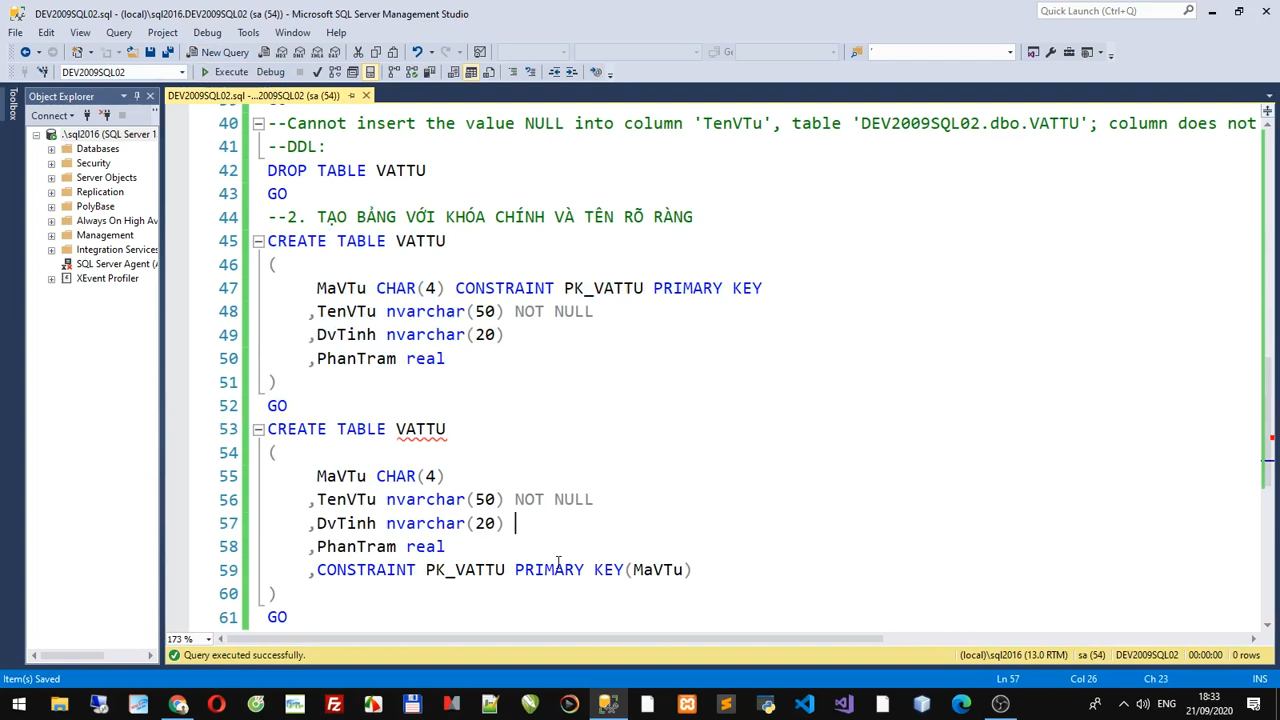 DEV2009SQL02.sql - (local)\sql2016.DEV2009SQL02 (sa (54)) - Microsoft SQL Server Management Studio
Quick Launch (Ctrl+Q)
File Edit View Query Project Debug Tools Window Help
New Query
DEV2009SQL02 Execute Debug
Toolbox
Object Explorer
Connect
.\sql2016 (SQL Server 1
Databases
Security
Server Objects
Replication
PolyBase
Always On High Av
Management
Integration Services
SQL Server Agent (A
XEvent Profiler
DEV2009SQL02.sql -...2009SQL02 (sa (54))
40 --Cannot insert the value NULL into column 'TenVTu', table 'DEV2009SQL02.dbo.VATTU'; column does not
41 --DDL:
42 DROP TABLE VATTU
43 GO
44 --2. TẠO BẢNG VỚI KHÓA CHÍNH VÀ TÊN RÕ RÀNG
45 CREATE TABLE VATTU
46 (
47 MaVTu CHAR(4) CONSTRAINT PK_VATTU PRIMARY KEY
48 ,TenVTu nvarchar(50) NOT NULL
49 ,DvTinh nvarchar(20)
50 ,PhanTram real
51 )
52 GO
53 CREATE TABLE VATTU
54 (
55 MaVTu CHAR(4)
56 ,TenVTu nvarchar(50) NOT NULL
57 ,DvTinh nvarchar(20)
58 ,PhanTram real
59 ,CONSTRAINT PK_VATTU PRIMARY KEY(MaVTu)
60 )
61 GO
173 %
Query executed successfully. (local)\sql2016 (13.0 RTM) sa (54) DEV2009SQL02 00:00:00 0 rows
Item(s) Saved Ln 57 Col 26 Ch 23 INS
ENG
18:33
21/09/2020